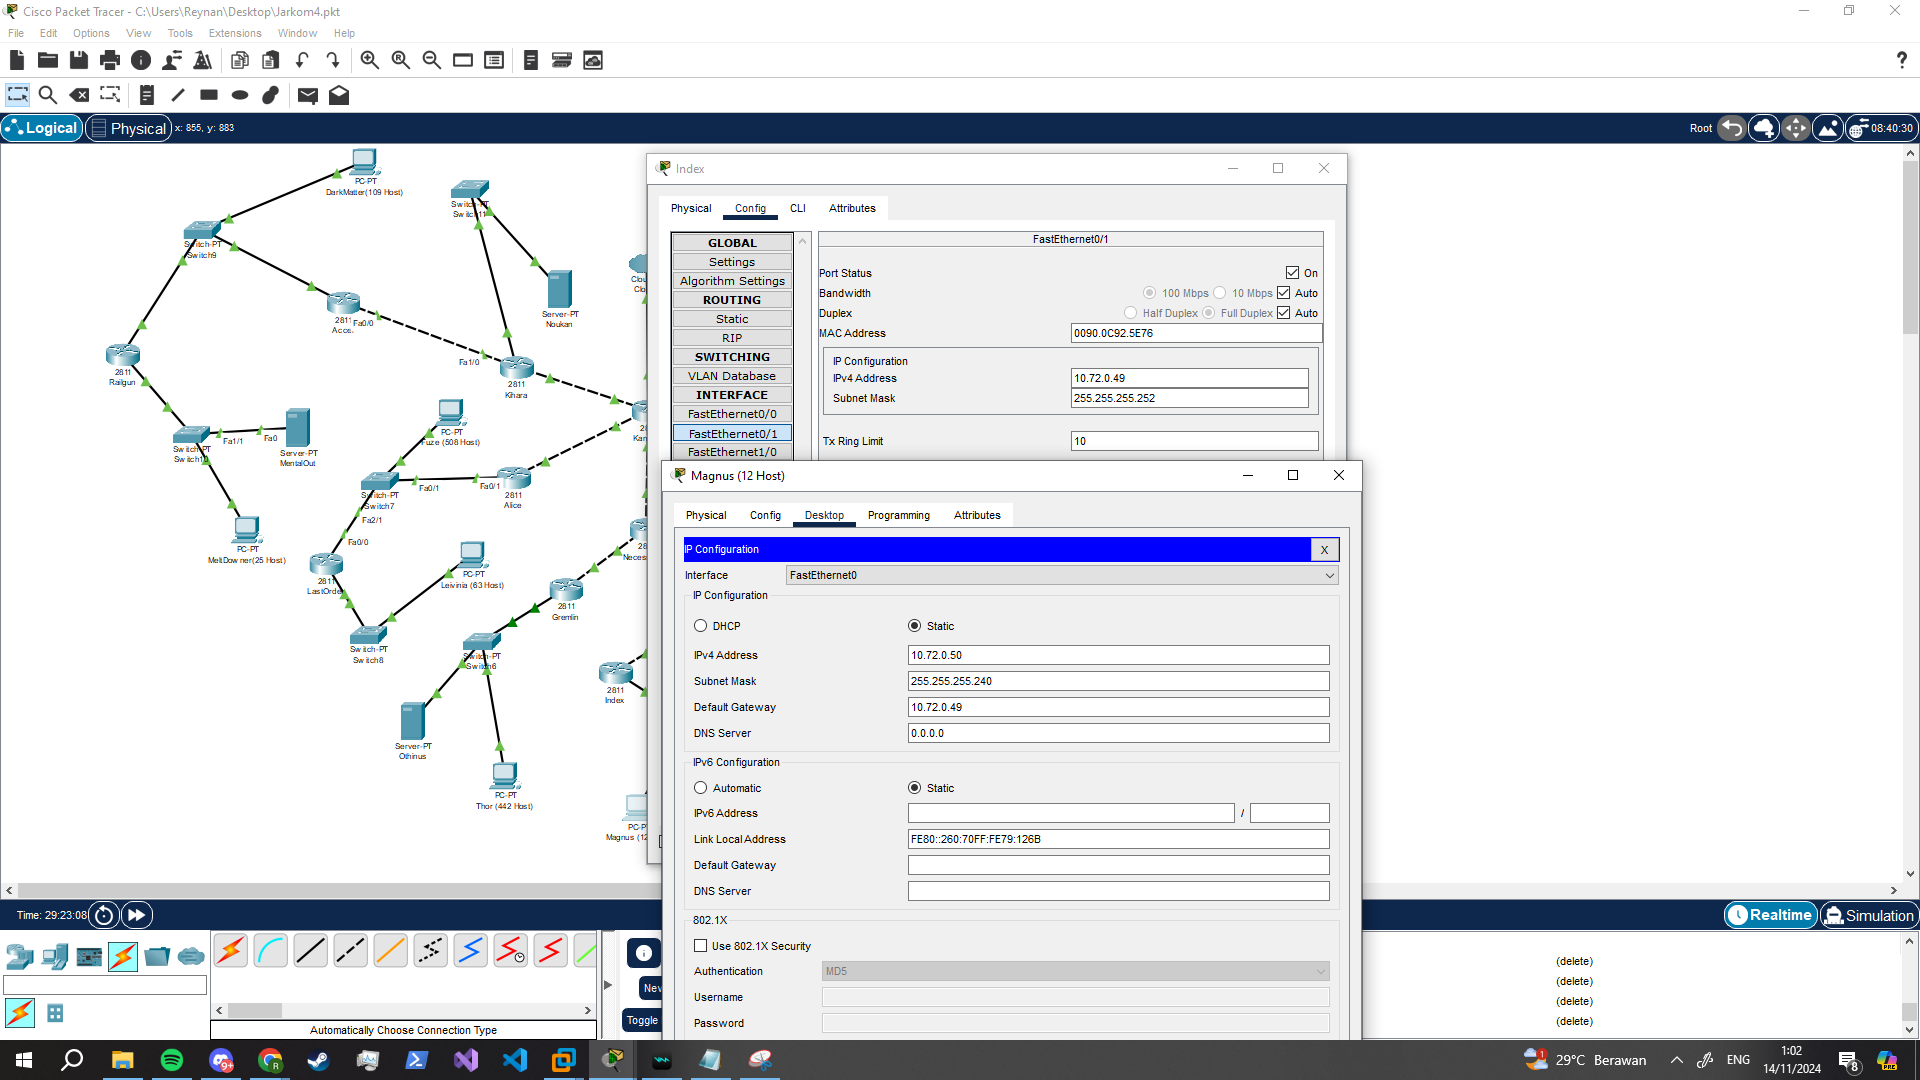 Cisco Packet Tracer - C:\Users\Reynan\Desktop\Jarkom4.pkt
File Edit Options View Tools Extensions Window Help
Logical Physical x: 855, y: 883
Root 08:40:30
PC-PT
DarkMatter(109 Host)
Switch-PT
Switch9
Switch-PT
Switch11
Server-PT
Noukan
2811
Fa0/0
Fa1/0
2811
Railgun
2811
Kihara
Fa1/1
Fa0
Server-PT
MentalOut
Switch-PT
PC-PT
Fuze (508 Host)
Switch-PT
Switch7
Fa0/1
Fa0/1
2811
Alice
Fa2/1
Fa0/0
PC-PT
MeltDowner(25 Host)
2811
LastOrder
PC-PT
Leivinia (63 Host)
2811
Gremlin
Switch-PT
Switch8
Switch-PT
Switch6
2811
Index
Server-PT
Othinus
PC-PT
Thor (442 Host)
Index
Physical Config CLI Attributes
GLOBAL
Settings
Algorithm Settings
ROUTING
Static
RIP
SWITCHING
VLAN Database
INTERFACE
FastEthernet0/0
FastEthernet0/1
FastEthernet1/0
FastEthernet0/1
Port Status On
Bandwidth 100 Mbps 10 Mbps Auto
Duplex Half Duplex Full Duplex Auto
MAC Address 0090.0C92.5E76
IP Configuration
IPv4 Address 10.72.0.49
Subnet Mask 255.255.255.252
Tx Ring Limit 10
Magnus (12 Host)
Physical Config Desktop Programming Attributes
IP Configuration X
Interface FastEthernet0
IP Configuration
DHCP Static
IPv4 Address 10.72.0.50
Subnet Mask 255.255.255.240
Default Gateway 10.72.0.49
DNS Server 0.0.0.0
IPv6 Configuration
Automatic Static
IPv6 Address /
Link Local Address FE80::260:70FF:FE79:126B
Default Gateway
DNS Server
802.1X
Use 802.1X Security
Authentication MD5
Username
Password
Time: 29:23:08
Realtime Simulation
New
Toggle
Automatically Choose Connection Type
(delete)
(delete)
(delete)
(delete)
29°C Berawan
ENG
1:02
14/11/2024